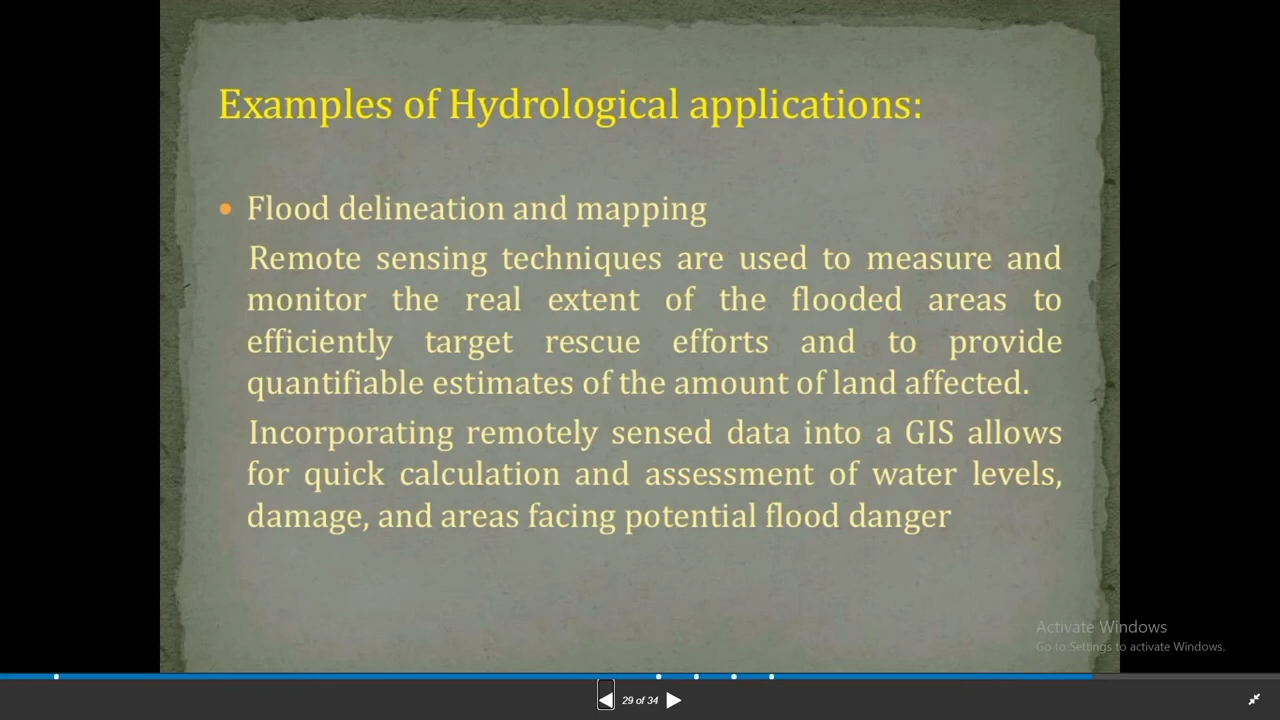 Examples of Hydrological applications:
• Flood delineation and mapping
Remote sensing techniques are used to measure and
monitor the real extent of the flooded areas to
efficiently target rescue efforts and to provide
quantifiable estimates of the amount of land affected.
Incorporating remotely sensed data into a GIS allows
for quick calculation and assessment of water levels,
damage, and areas facing potential flood danger
Activate Windows
Go to Settings to activate Windows.
29 of 34